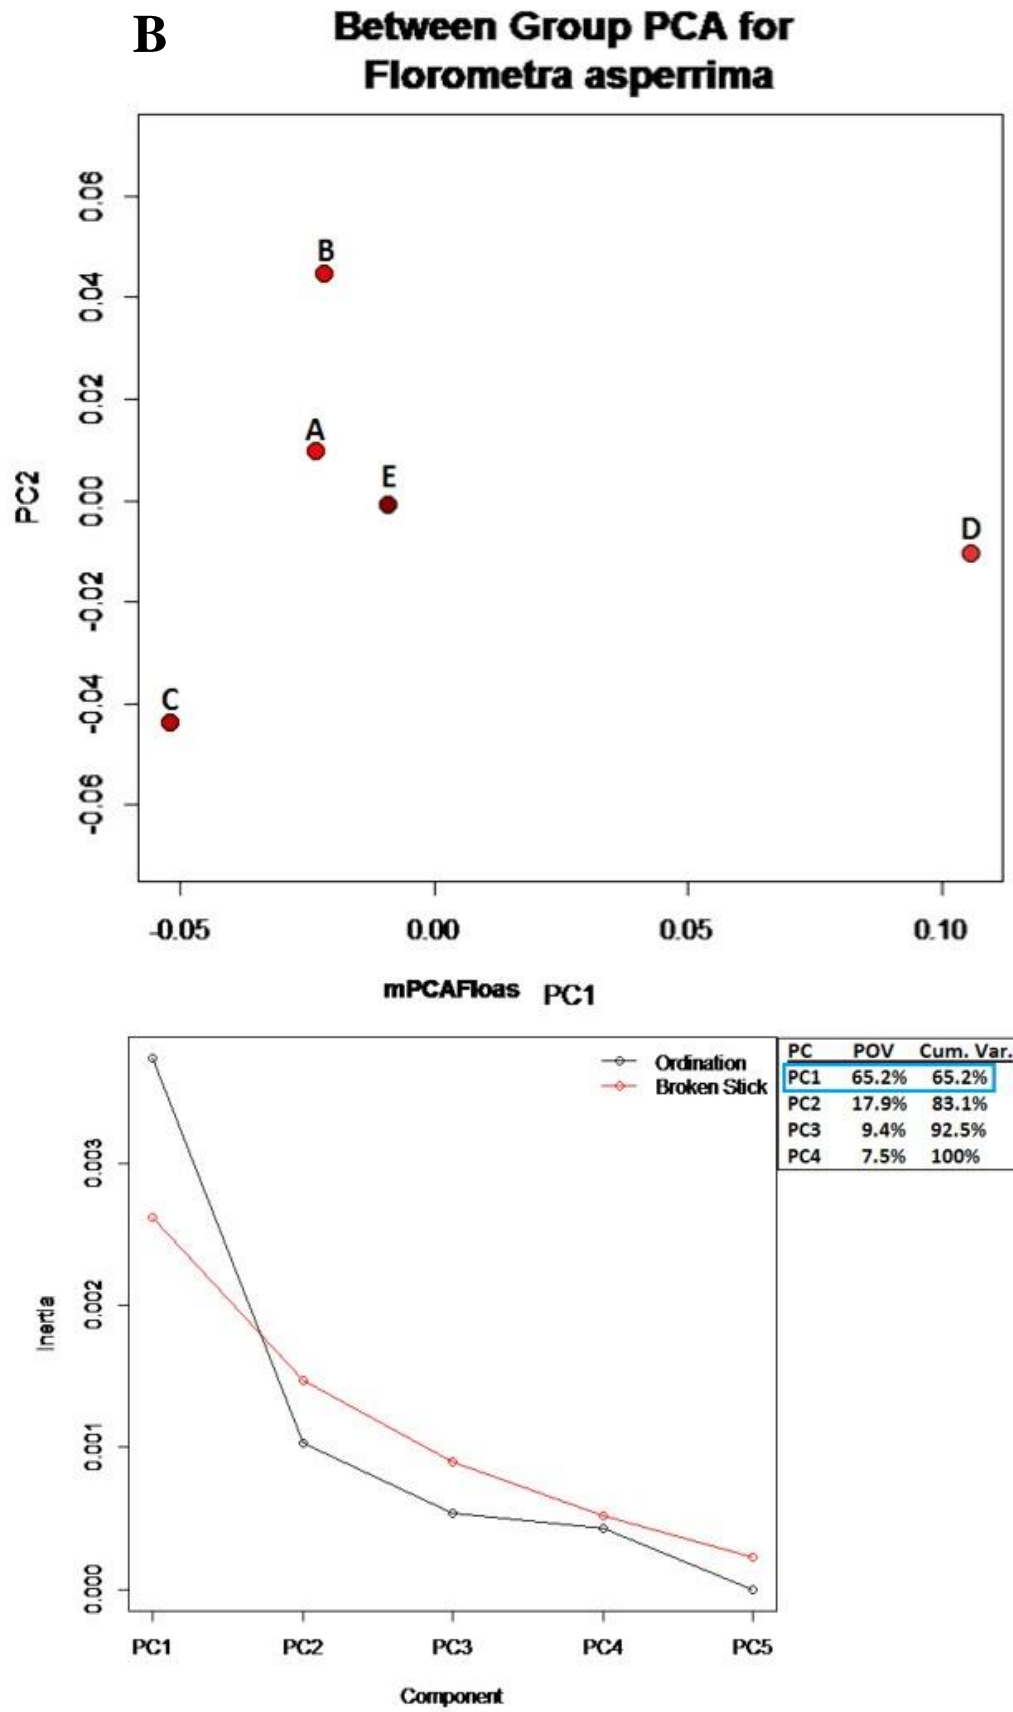 B
Between Group PCA for
Florometra asperrima
PC2
0.06
0.04
0.02
0.00
-0.02
-0.04
-0.06
B
A
E
D
C
-0.05 0.00 0.05 0.10
mPCAFloas PC1
Ordination
Broken Stick
PC POV Cum. Var.
PC1 65.2% 65.2%
PC2 17.9% 83.1%
PC3 9.4% 92.5%
PC4 7.5% 100%
Inertia
0.003
0.002
0.001
0.000
PC1 PC2 PC3 PC4 PC5
Component